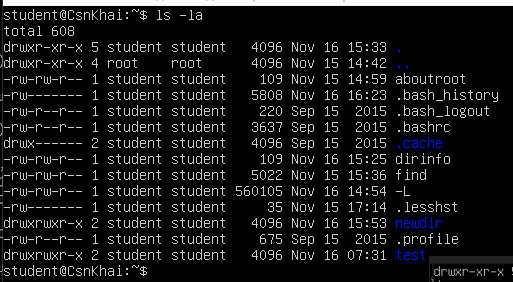 student@CsnKhai:~$ ls -la
total 608
drwxr-xr-x 5 student student   4096 Nov 16 15:33 .
drwxr-xr-x 4 root    root      4096 Nov 15 14:42 ..
-rw-rw-r-- 1 student student    109 Nov 15 14:59 aboutroot
-rw------- 1 student student   5808 Nov 16 16:23 .bash_history
-rw-r--r-- 1 student student    220 Sep 15  2015 .bash_logout
-rw-r--r-- 1 student student   3637 Sep 15  2015 .bashrc
drwx------ 2 student student   4096 Sep 15  2015 .cache
-rw-rw-r-- 1 student student    109 Nov 16 15:25 dirinfo
-rw-rw-r-- 1 student student   5022 Nov 15 15:36 find
-rw-rw-r-- 1 student student 560105 Nov 16 14:54 -L
-rw------- 1 student student     35 Nov 15 17:14 .lesshst
drwxrwxr-x 2 student student   4096 Nov 16 15:53 newdir
-rw-r--r-- 1 student student    675 Sep 15  2015 .profile
drwxrwxr-x 2 student student   4096 Nov 16 07:31 test
student@CsnKhai:~$
drwxr-xr-x